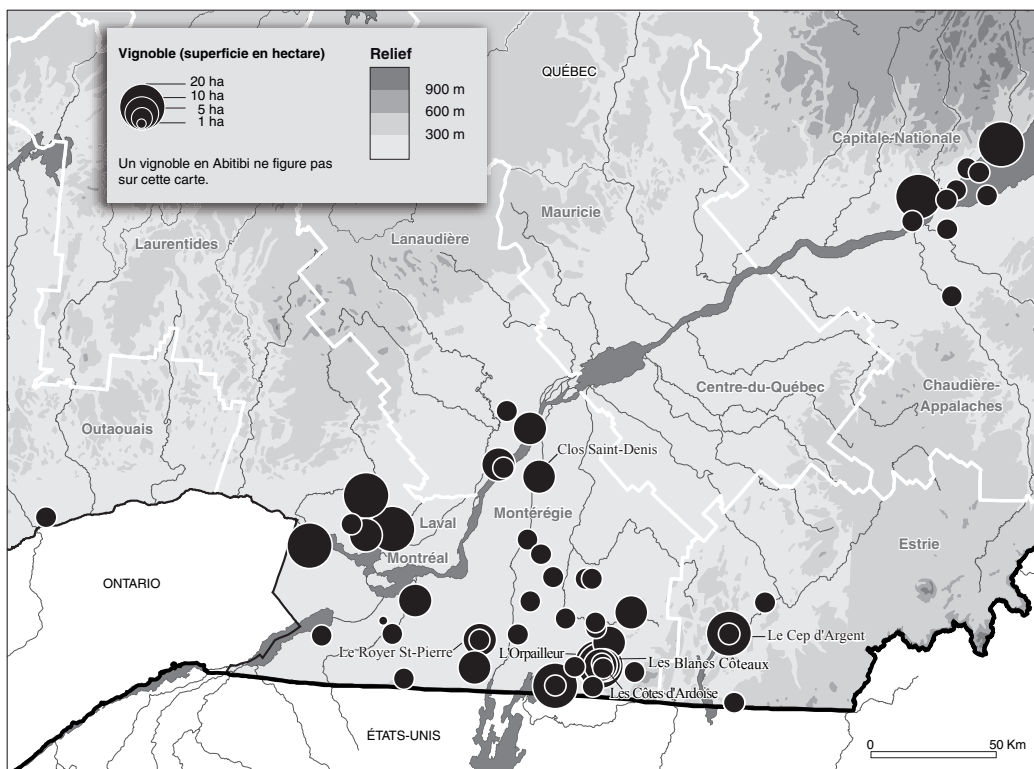 Vignoble (superficie en hectare)
20 ha
10 ha
5 ha
1 ha
Un vignoble en Abitibi ne figure pas
sur cette carte.
Relief
900 m
600 m
300 m
QUÉBEC
Capitale-Nationale
Mauricie
Lanaudière
Laurentides
Centre-du-Québec
Chaudière-
Appalaches
Outaouais
Clos Saint-Denis
Laval
Montérégie
Montréal
Estrie
ONTARIO
Le Cep d'Argent
Le Royer St-Pierre
L'Orpailleur
Les Blancs Côteaux
Les Côtes d'Ardoise
ÉTATS-UNIS
0 50 Km